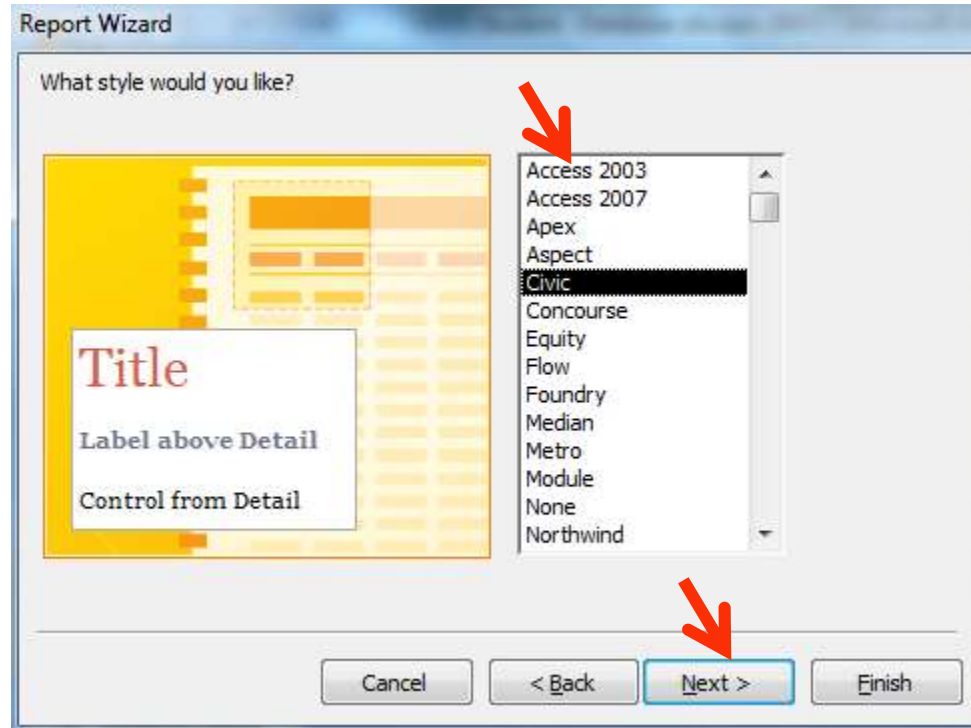 Report Wizard
What style would you like?
Title
Label above Detail
Control from Detail
Access 2003
Access 2007
Apex
Aspect
Civic
Concourse
Equity
Flow
Foundry
Median
Metro
Module
None
Northwind
Cancel
< Back
Next >
Finish